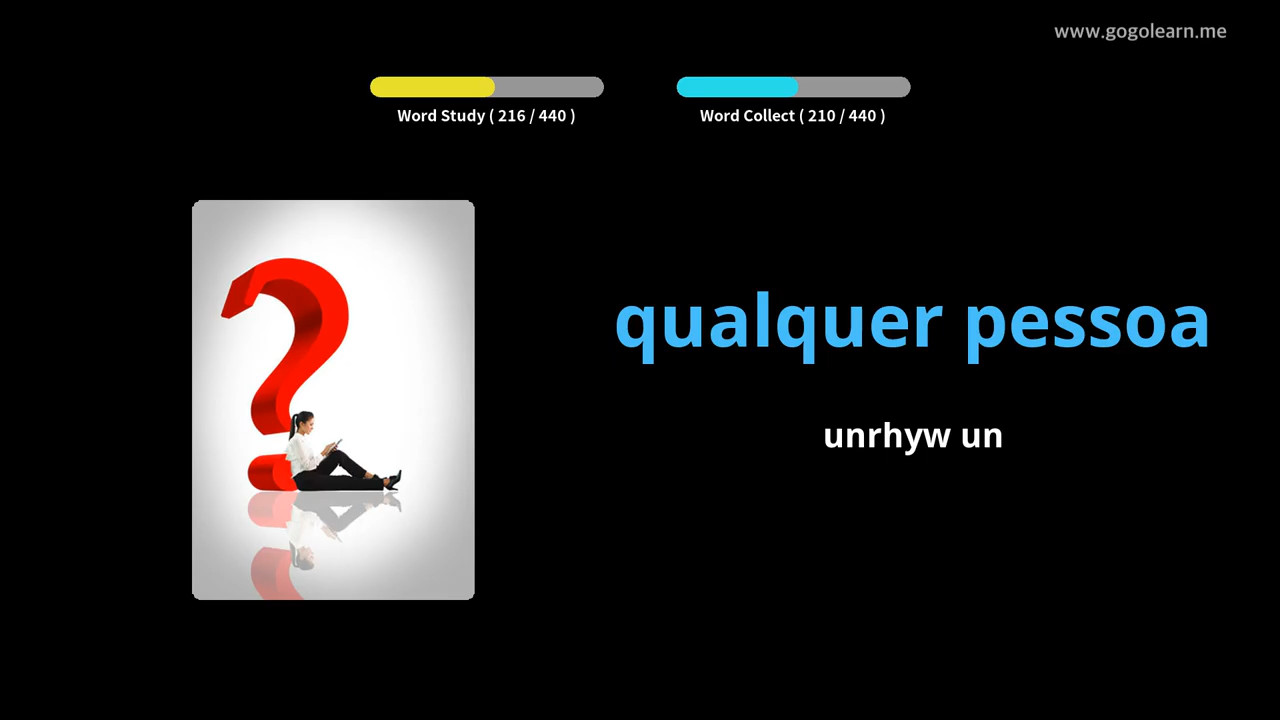 www.gogolearn.me
Word Study ( 216 / 440 )
Word Collect ( 210 / 440 )
qualquer pessoa
unrhyw un